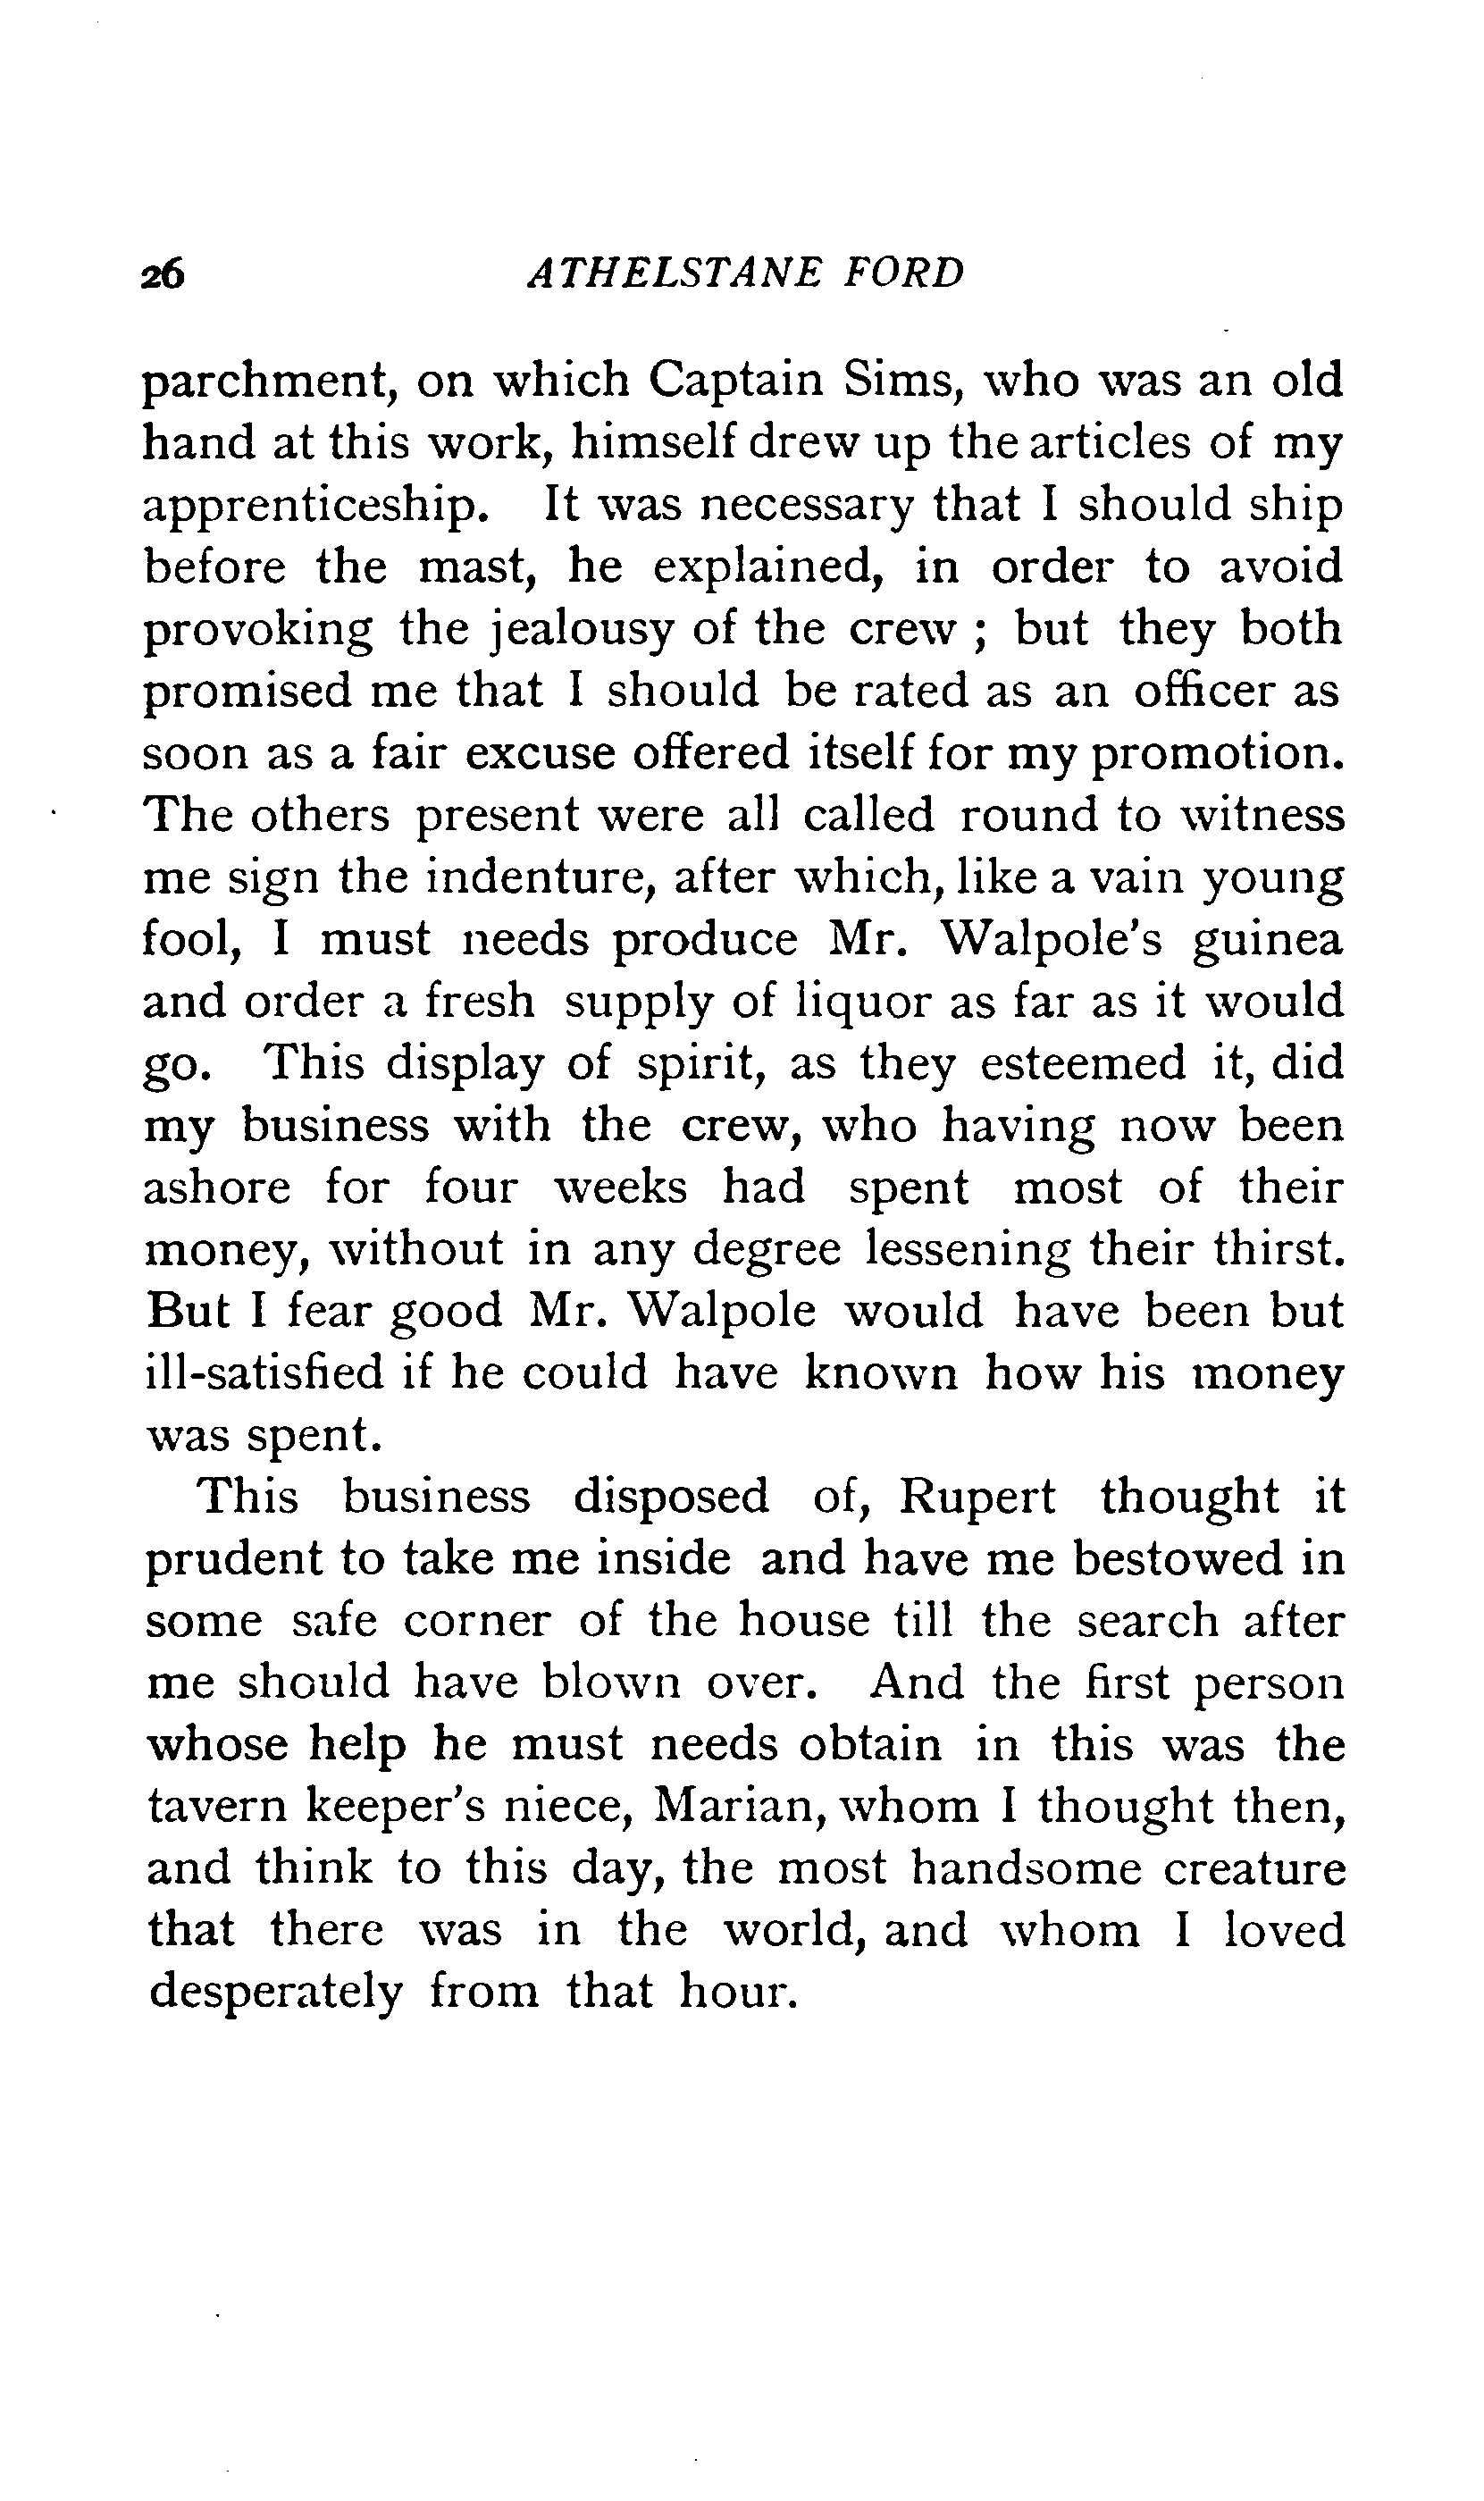 26 ATHELSTANE FORD
parchment, on which Captain Sims, who was an old
hand at this work, himself drew up the articles of my
apprenticeship. It was necessary that I should ship
before the mast, he explained, in order to avoid
provoking the jealousy of the crew ; but they both
promised me that I should be rated as an officer as
soon as a fair excuse offered itself for my promotion.
The others present were all called round to witness
me sign the indenture, after which, like a vain young
fool, I must needs produce Mr. Walpole's guinea
and order a fresh supply of liquor as far as it would
go. This display of spirit, as they esteemed it, did
my business with the crew, who having now been
ashore for four weeks had spent most of their
money, without in any degree lessening their thirst.
But I fear good Mr. Walpole would have been but
ill-satisfied if he could have known how his money
was spent.
This business disposed of, Rupert thought it
prudent to take me inside and have me bestowed in
some safe corner of the house till the search after
me should have blown over. And the first person
whose help he must needs obtain in this was the
tavern keeper's niece, Marian, whom I thought then,
and think to this day, the most handsome creature
that there was in the world, and whom I loved
desperately from that hour.